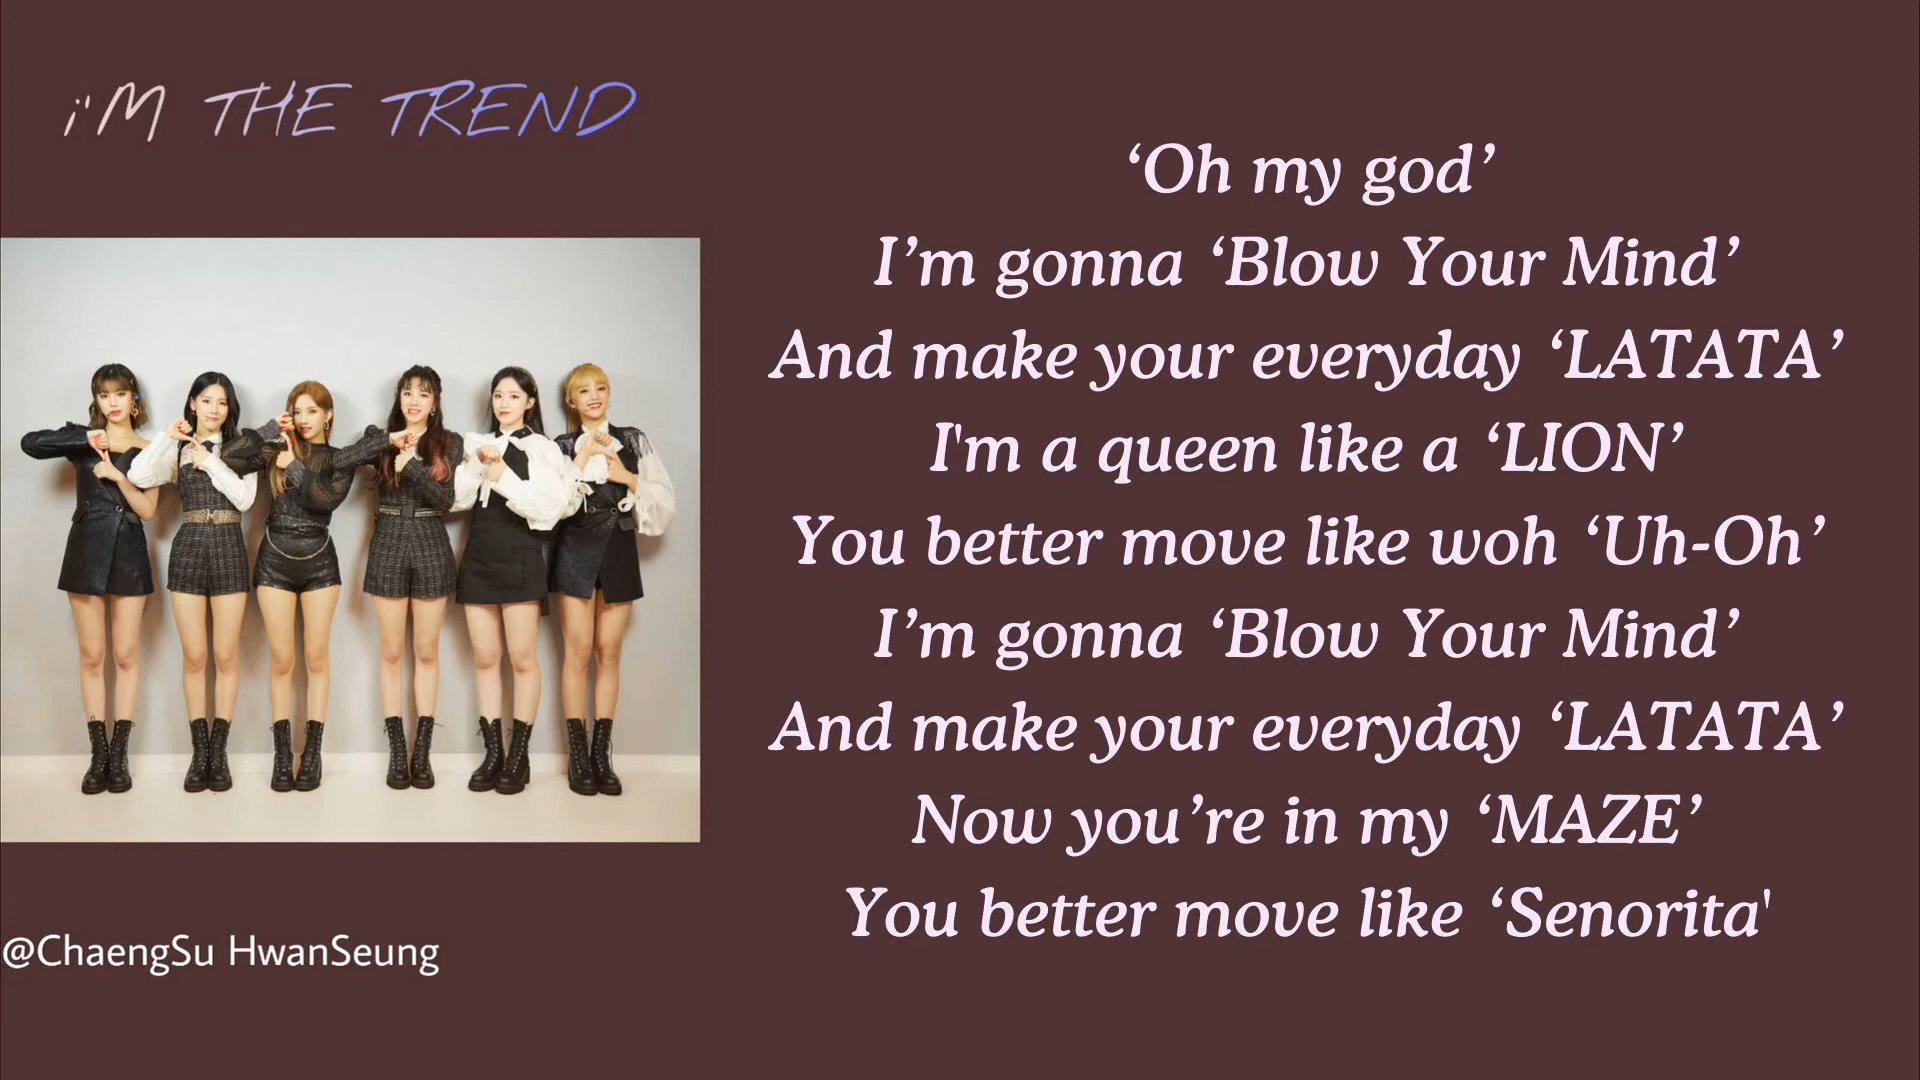 i'M THE TREND
‘Oh my god’
I’m gonna ‘Blow Your Mind’
And make your everyday ‘LATATA’
I'm a queen like a ‘LION’
You better move like woh ‘Uh-Oh’
I’m gonna ‘Blow Your Mind’
And make your everyday ‘LATATA’
Now you’re in my ‘MAZE’
You better move like ‘Senorita'
@ChaengSu HwanSeung